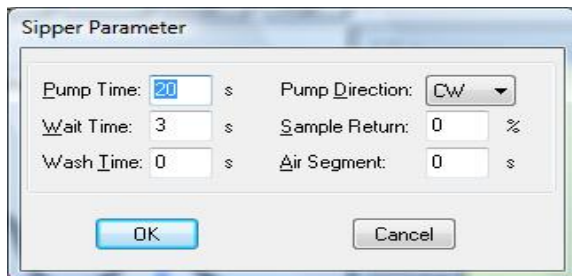 Sipper Parameter
Pump Time: 20 s Pump Direction: CW
Wait Time: 3 s Sample Return: 0 %
Wash Time: 0 s Air Segment: 0 s
OK Cancel